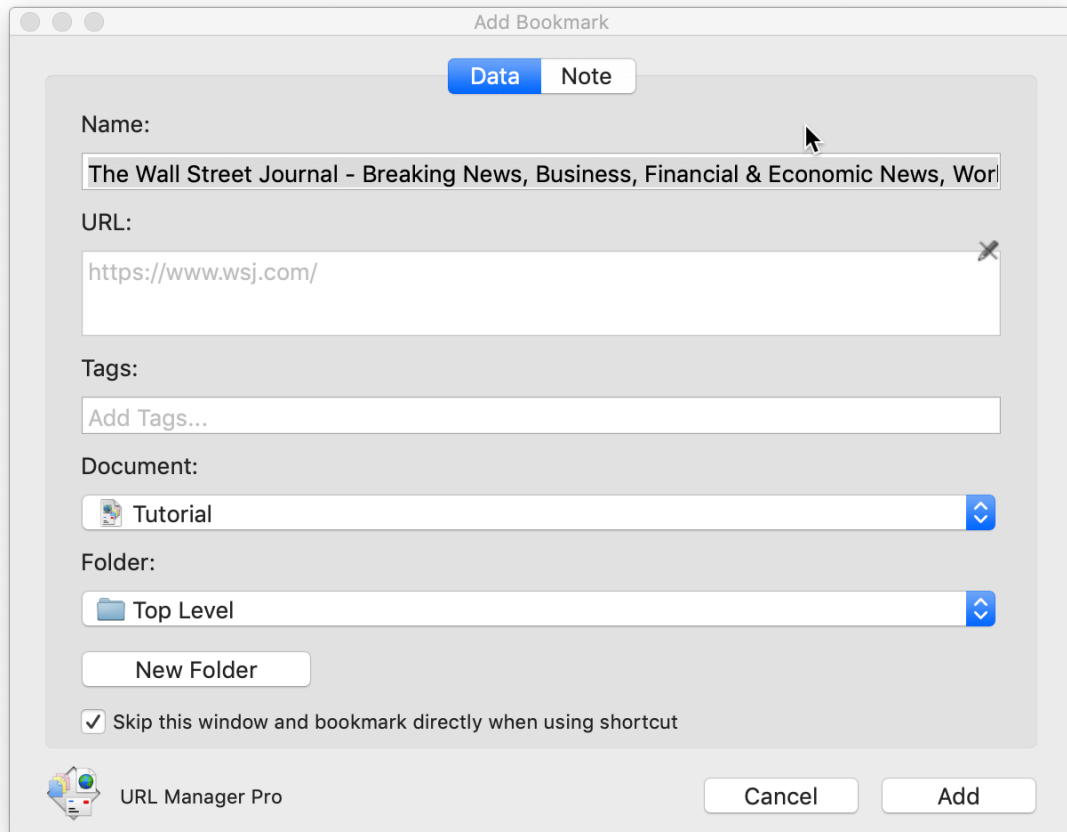 Add Bookmark
Data Note
Name:
The Wall Street Journal - Breaking News, Business, Financial & Economic News, Worl
URL:
https://www.wsj.com/
Tags:
Add Tags...
Document:
Tutorial
Folder:
Top Level
New Folder
Skip this window and bookmark directly when using shortcut
URL Manager Pro
Cancel Add